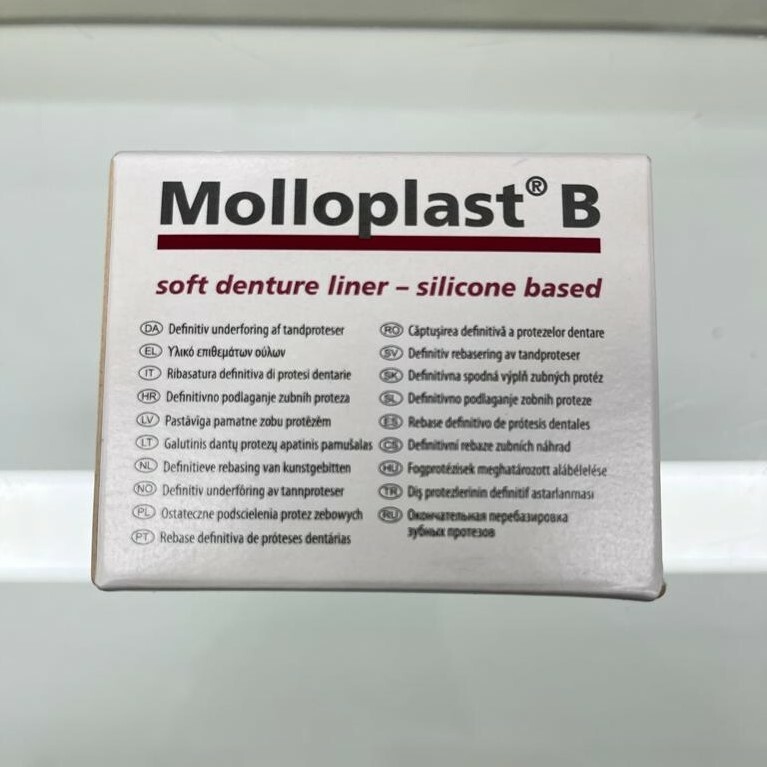 Molloplast® B
soft denture liner – silicone based
DA Definitiv underforing af tandproteser
EL Υλικό επιθεμάτων ούλων
IT Ribasatura definitiva di protesi dentarie
HR Definitivno podlaganje zubnih proteza
LV Pastāvīga pamatne zobu protēzēm
LT Galutinis dantų protezų apatinis pamušalas
NL Definitieve rebasing van kunstgebitten
NO Definitiv underfôring av tannproteser
PL Ostateczne podscielenia protez zebowych
PT Rebase definitiva de próteses dentárias
RO Căptușirea definitivă a protezelor dentare
SV Definitiv rebasering av tandproteser
SK Definitívna spodná výplň zubných protéz
SL Definitivno podlaganje zobnih proteze
ES Rebase definitivo de prótesis dentales
CS Definitivní rebaze zubních náhrad
HU Fogprotézisek meghatározott alábélelése
TR Diş protezlerinin definitif astarlanması
RU Окончательная перебазировка
зубных протезов